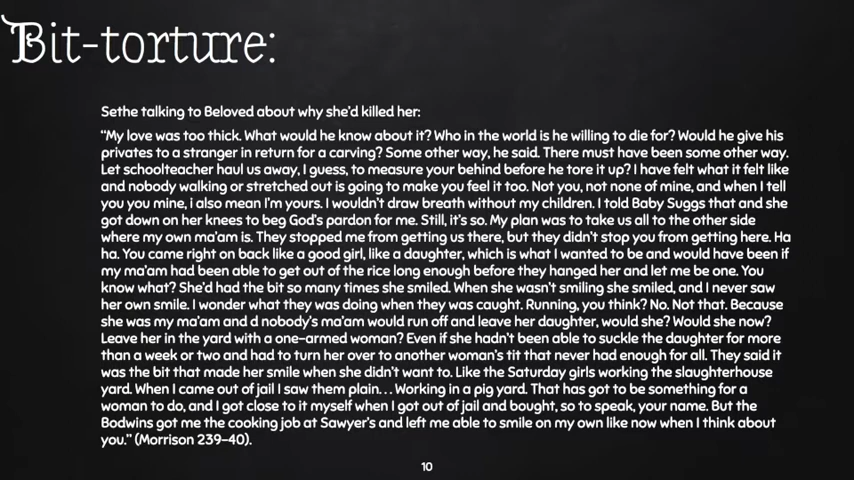 Bit-torture:
Sethe talking to Beloved about why she'd killed her:
"My love was too thick. What would he know about it? Who in the world is he willing to die for? Would he give his
privates to a stranger in return for a carving? Some other way, he said. There must have been some other way.
Let schoolteacher haul us away, I guess, to measure your behind before he tore it up? I have felt what it felt like
and nobody walking or stretched out is going to make you feel it too. Not you, not none of mine, and when I tell
you you mine, i also mean I'm yours. I wouldn't draw breath without my children. I told Baby Suggs that and she
got down on her knees to beg God's pardon for me. Still, it's so. My plan was to take us all to the other side
where my own ma'am is. They stopped me from getting us there, but they didn't stop you from getting here. Ha
ha. You came right on back like a good girl, like a daughter, which is what I wanted to be and would have been if
my ma'am had been able to get out of the rice long enough before they hanged her and let me be one. You
know what? She'd had the bit so many times she smiled. When she wasn't smiling she smiled, and I never saw
her own smile. I wonder what they was doing when they was caught. Running, you think? No. Not that. Because
she was my ma'am and d nobody's ma'am would run off and leave her daughter, would she? Would she now?
Leave her in the yard with a one-armed woman? Even if she hadn't been able to suckle the daughter for more
than a week or two and had to turn her over to another woman's tit that never had enough for all. They said it
was the bit that made her smile when she didn't want to. Like the Saturday girls working the slaughterhouse
yard. When I came out of jail I saw them plain... Working in a pig yard. That has got to be something for a
woman to do, and I got close to it myself when I got out of jail and bought, so to speak, your name. But the
Bodwins got me the cooking job at Sawyer's and left me able to smile on my own like now when I think about
you." (Morrison 239-40).
10